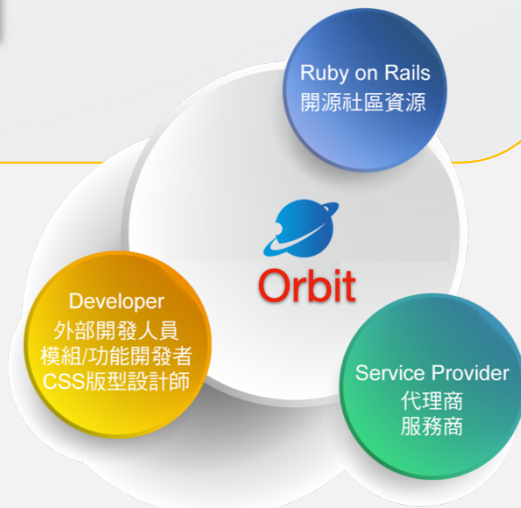 Ruby on Rails
開源社區資源
Orbit
Developer
外部開發人員
模組/功能開發者
CSS版型設計師
Service Provider
代理商
服務商